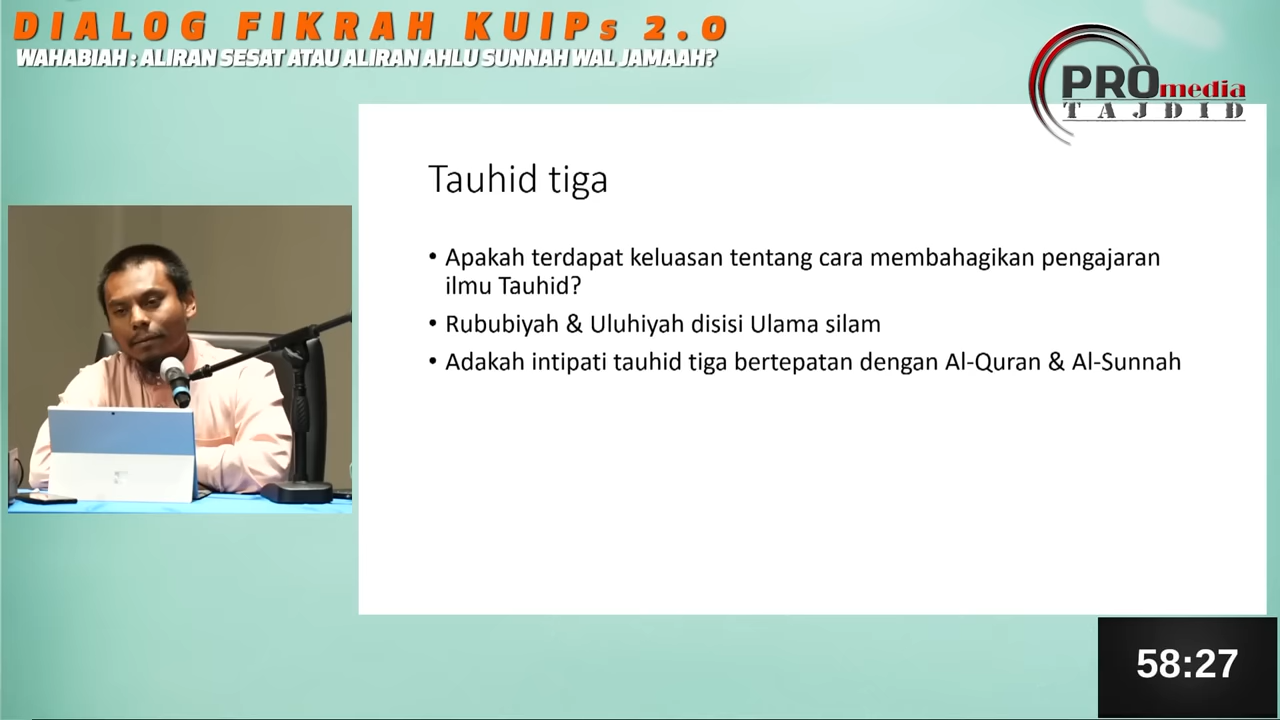 DIALOG FIKRAH KUIPs 2.0
WAHABIAH : ALIRAN SESAT ATAU ALIRAN AHLU SUNNAH WAL JAMAAH?
PROmedia
TAJDID
Tauhid tiga
• Apakah terdapat keluasan tentang cara membahagikan pengajaran
ilmu Tauhid?
• Rububiyah & Uluhiyah disisi Ulama silam
• Adakah intipati tauhid tiga bertepatan dengan Al-Quran & Al-Sunnah
58:27